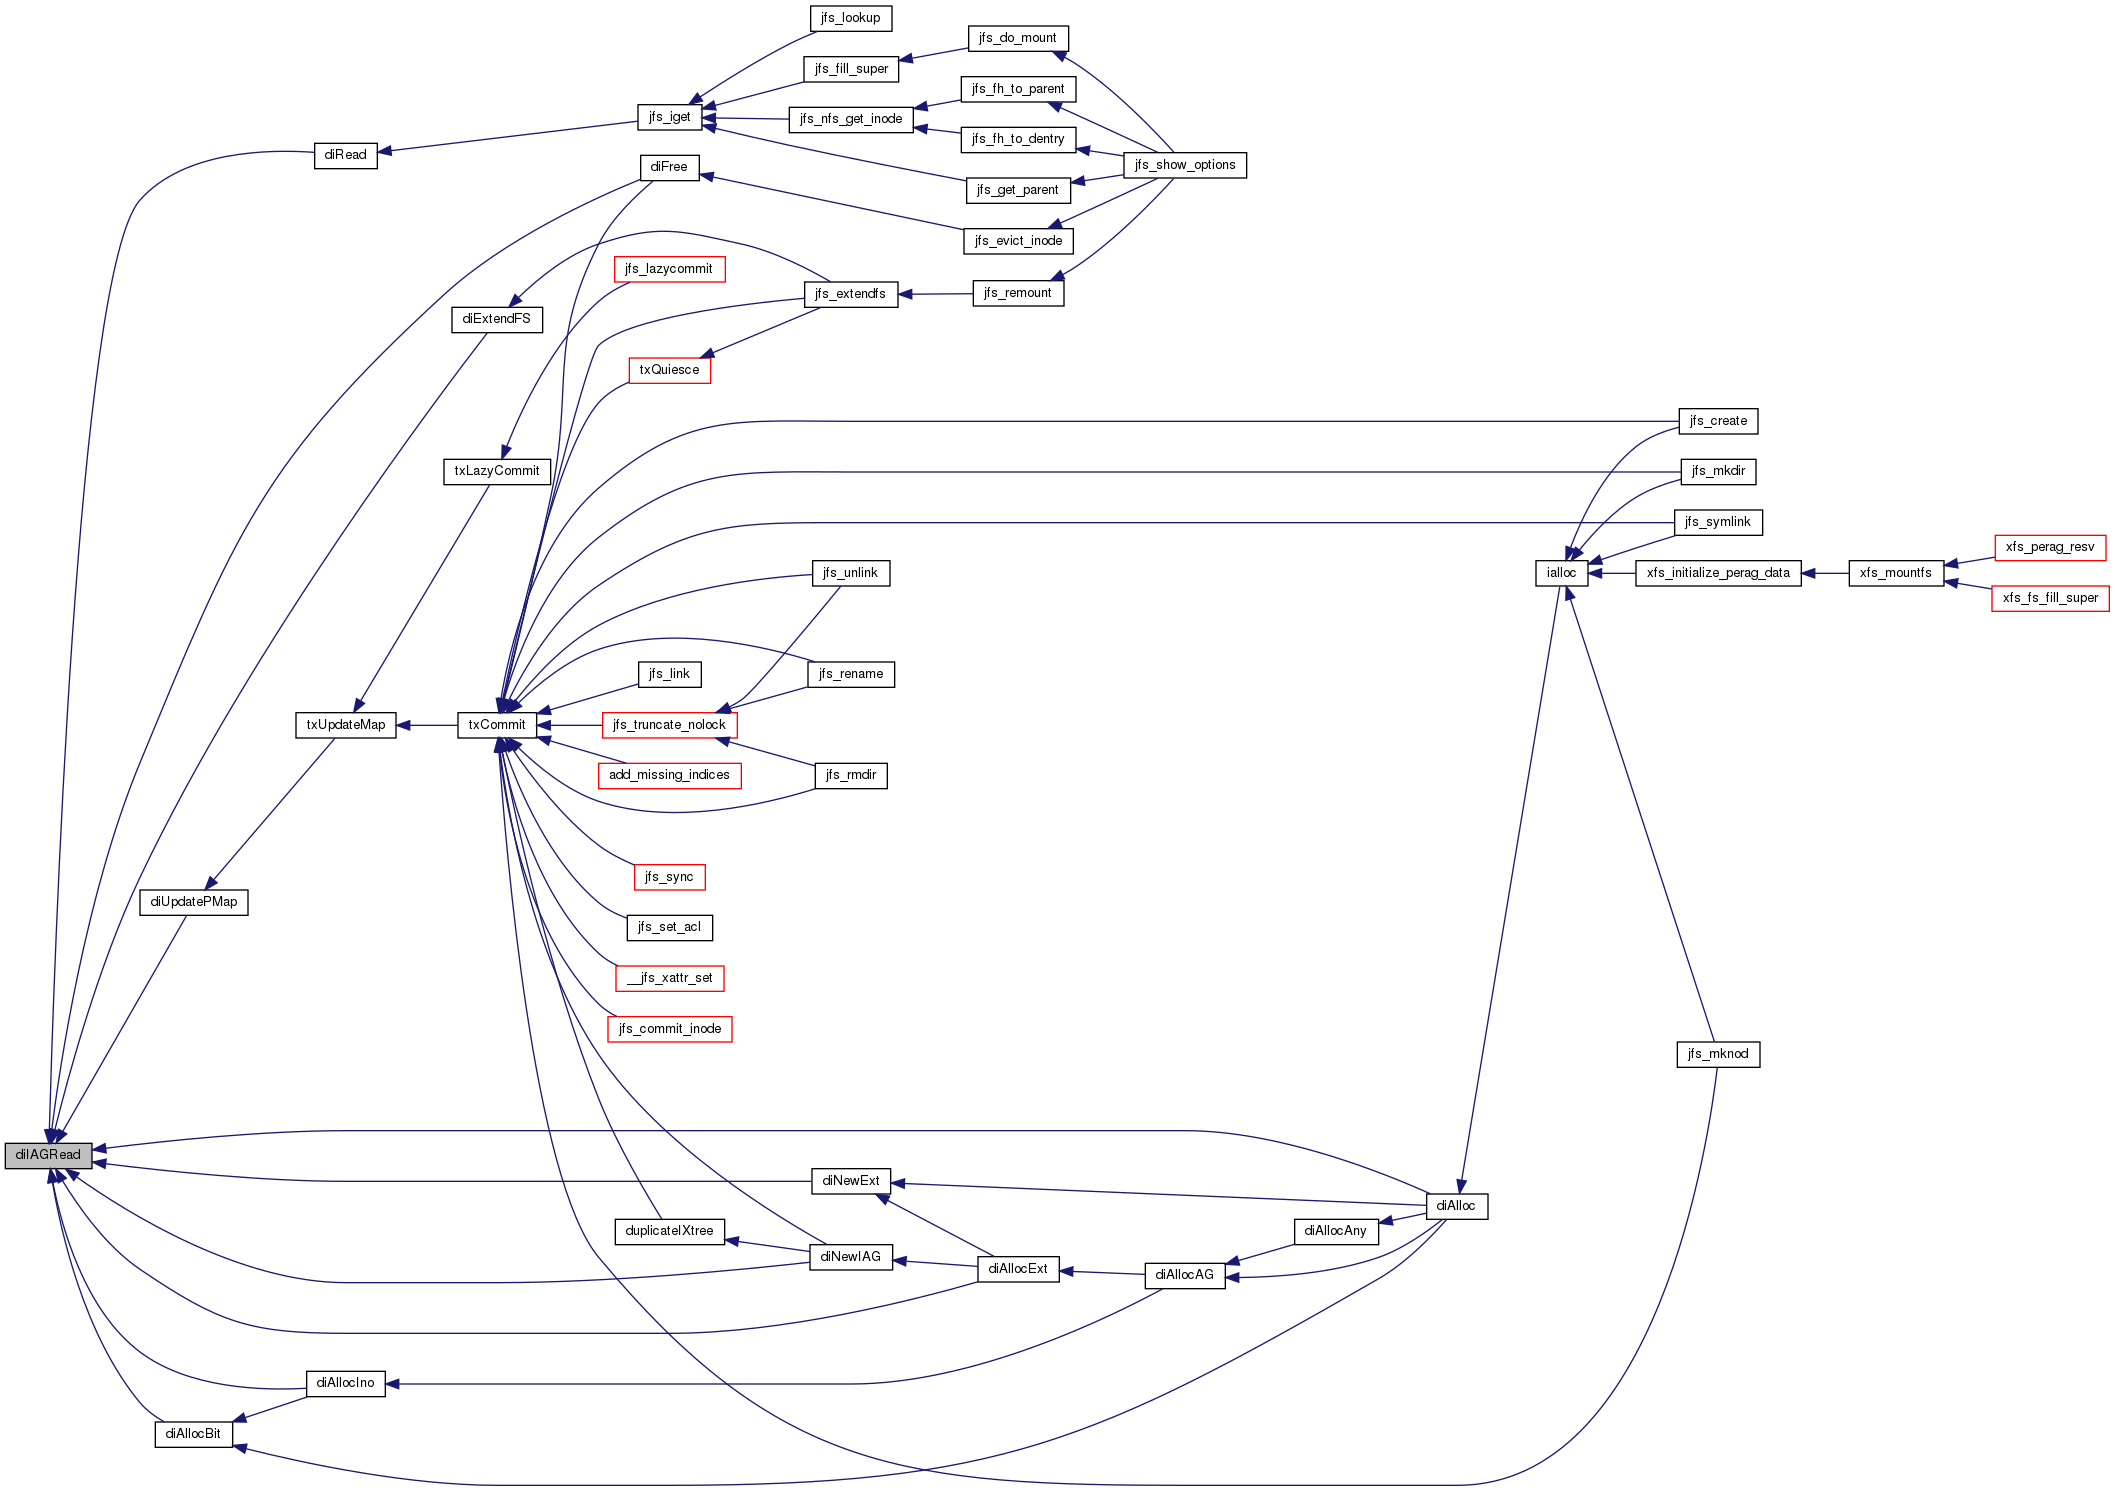 jfs_lookup
jfs_do_mount
jfs_fill_super
jfs_fh_to_parent
jfs_iget
jfs_nfs_get_inode
jfs_fh_to_dentry
diRead
diFree
jfs_show_options
jfs_get_parent
jfs_evict_inode
jfs_lazycommit
jfs_extendfs
jfs_remount
diExtendFS
txQuiesce
jfs_create
txLazyCommit
jfs_mkdir
jfs_symlink
xfs_perag_resv
jfs_unlink
ialloc
xfs_initialize_perag_data
xfs_mountfs
xfs_fs_fill_super
jfs_link
jfs_rename
txUpdateMap
txCommit
jfs_truncate_nolock
add_missing_indices
jfs_rmdir
jfs_sync
diUpdatePMap
jfs_set_acl
__jfs_xattr_set
jfs_commit_inode
jfs_mknod
diIAGRead
diNewExt
diAlloc
duplicateIXtree
diAllocAny
diNewIAG
diAllocExt
diAllocAG
diAllocIno
diAllocBit